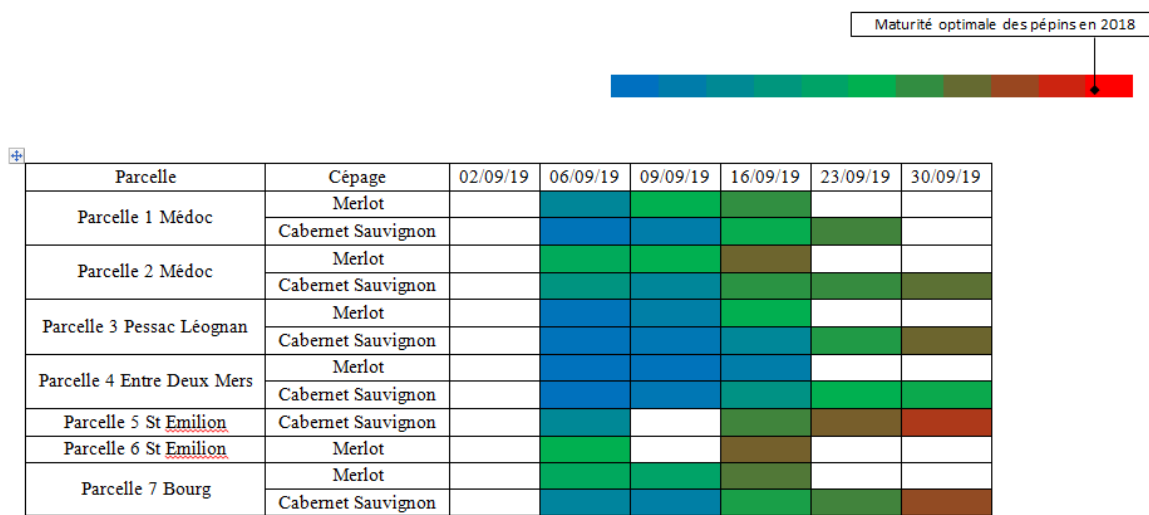 Maturité optimale des pépins en 2018
Parcelle Cépage 02/09/19 06/09/19 09/09/19 16/09/19 23/09/19 30/09/19
Parcelle 1 Médoc Merlot
Cabernet Sauvignon
Parcelle 2 Médoc Merlot
Cabernet Sauvignon
Parcelle 3 Pessac Léognan Merlot
Cabernet Sauvignon
Parcelle 4 Entre Deux Mers Merlot
Cabernet Sauvignon
Parcelle 5 St Emilion Cabernet Sauvignon
Parcelle 6 St Emilion Merlot
Parcelle 7 Bourg Merlot
Cabernet Sauvignon